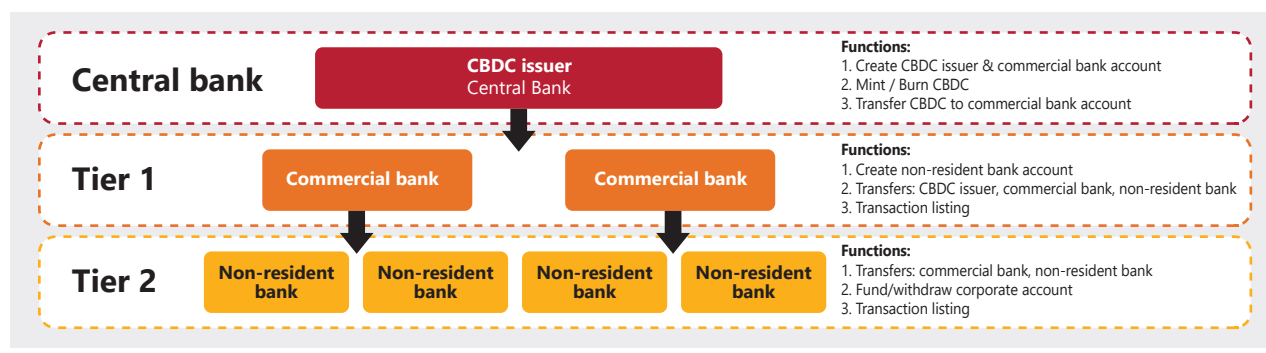 Central bank
CBDC issuer
Central Bank
Functions:
1. Create CBDC issuer & commercial bank account
2. Mint / Burn CBDC
3. Transfer CBDC to commercial bank account
Tier 1
Commercial bank
Commercial bank
Functions:
1. Create non-resident bank account
2. Transfers: CBDC issuer, commercial bank, non-resident bank
3. Transaction listing
Tier 2
Non-resident
bank
Non-resident
bank
Non-resident
bank
Non-resident
bank
Functions:
1. Transfers: commercial bank, non-resident bank
2. Fund/withdraw corporate account
3. Transaction listing